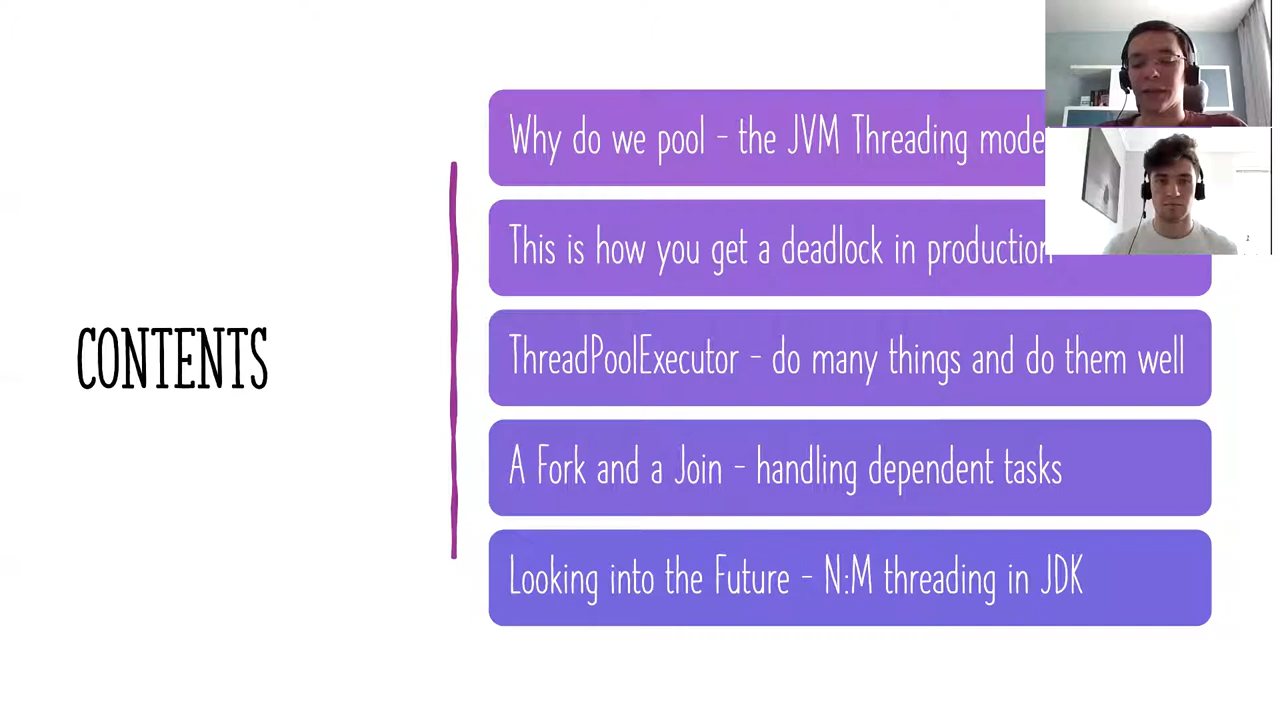 CONTENTS
Why do we pool - the JVM Threading mode
This is how you get a deadlock in production
ThreadPoolExecutor - do many things and do them well
A Fork and a Join - handling dependent tasks
Looking into the Future - N:M threading in JDK